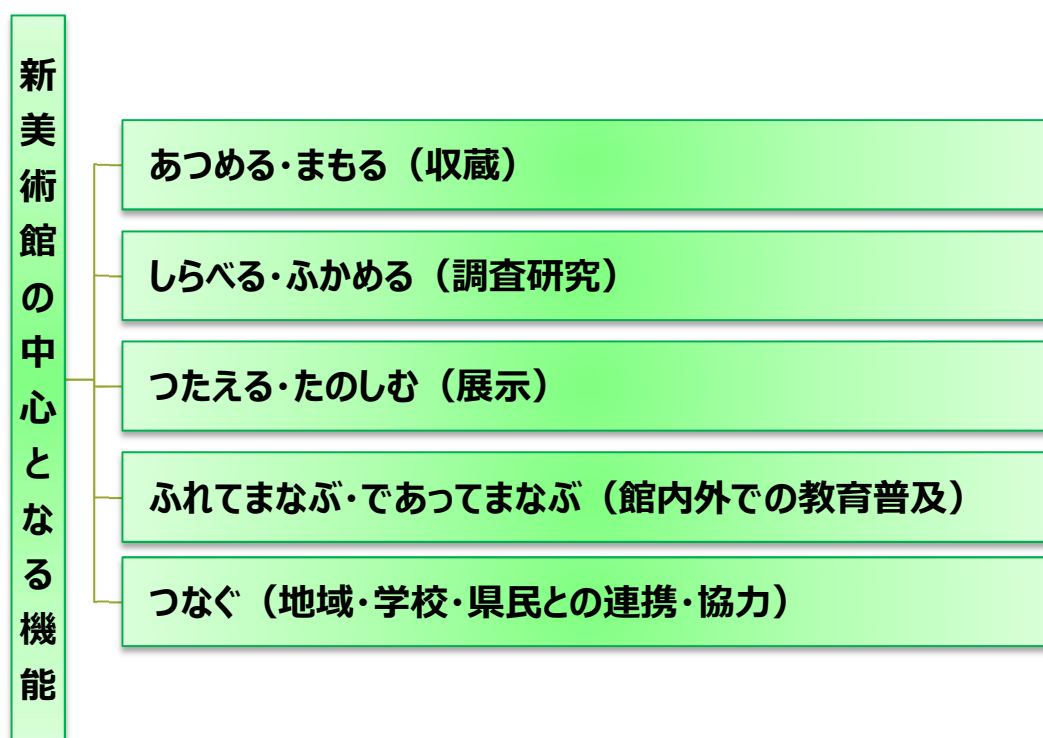 新美術館の中心となる機能
あつめる・まもる（収蔵）
しらべる・ふかめる（調査研究）
つたえる・たのしむ（展示）
ふれてまなぶ・であってまなぶ（館内外での教育普及）
つなぐ（地域・学校・県民との連携・協力）